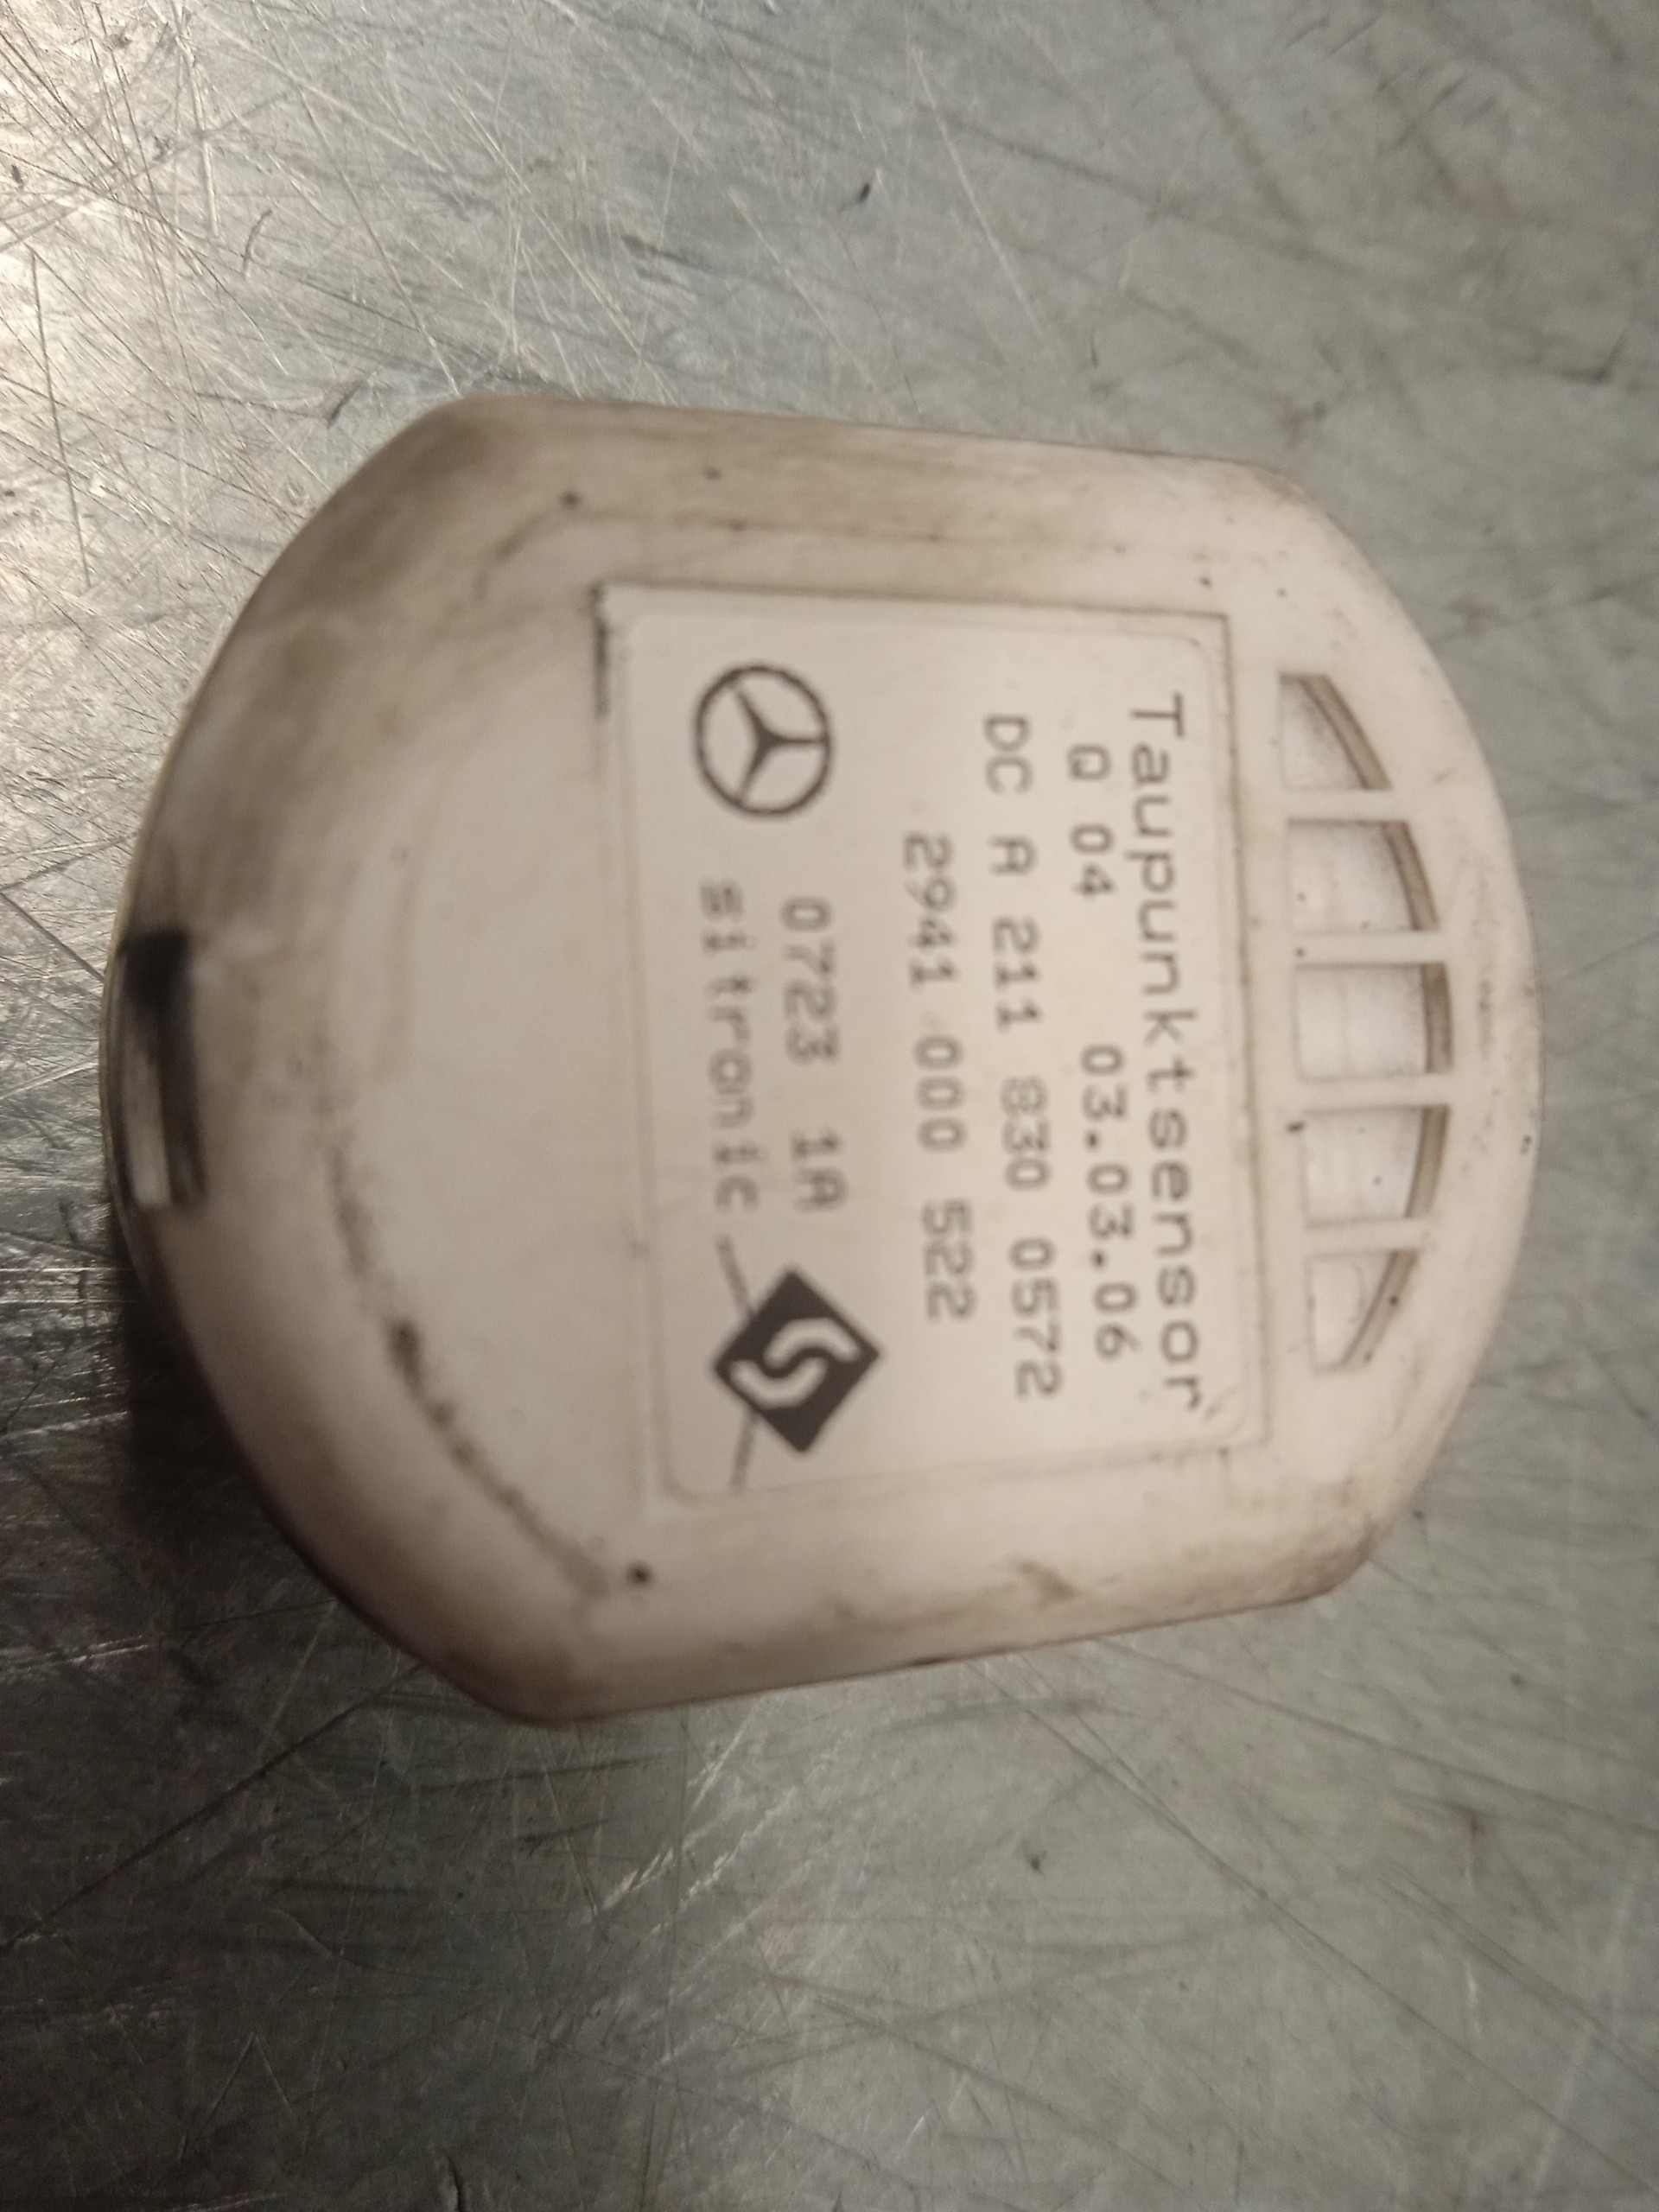 Taupunktsensor
Q 04 03.03.06
DC A 211 830 0572
2941 000 522
0723 1A
sitronic
S